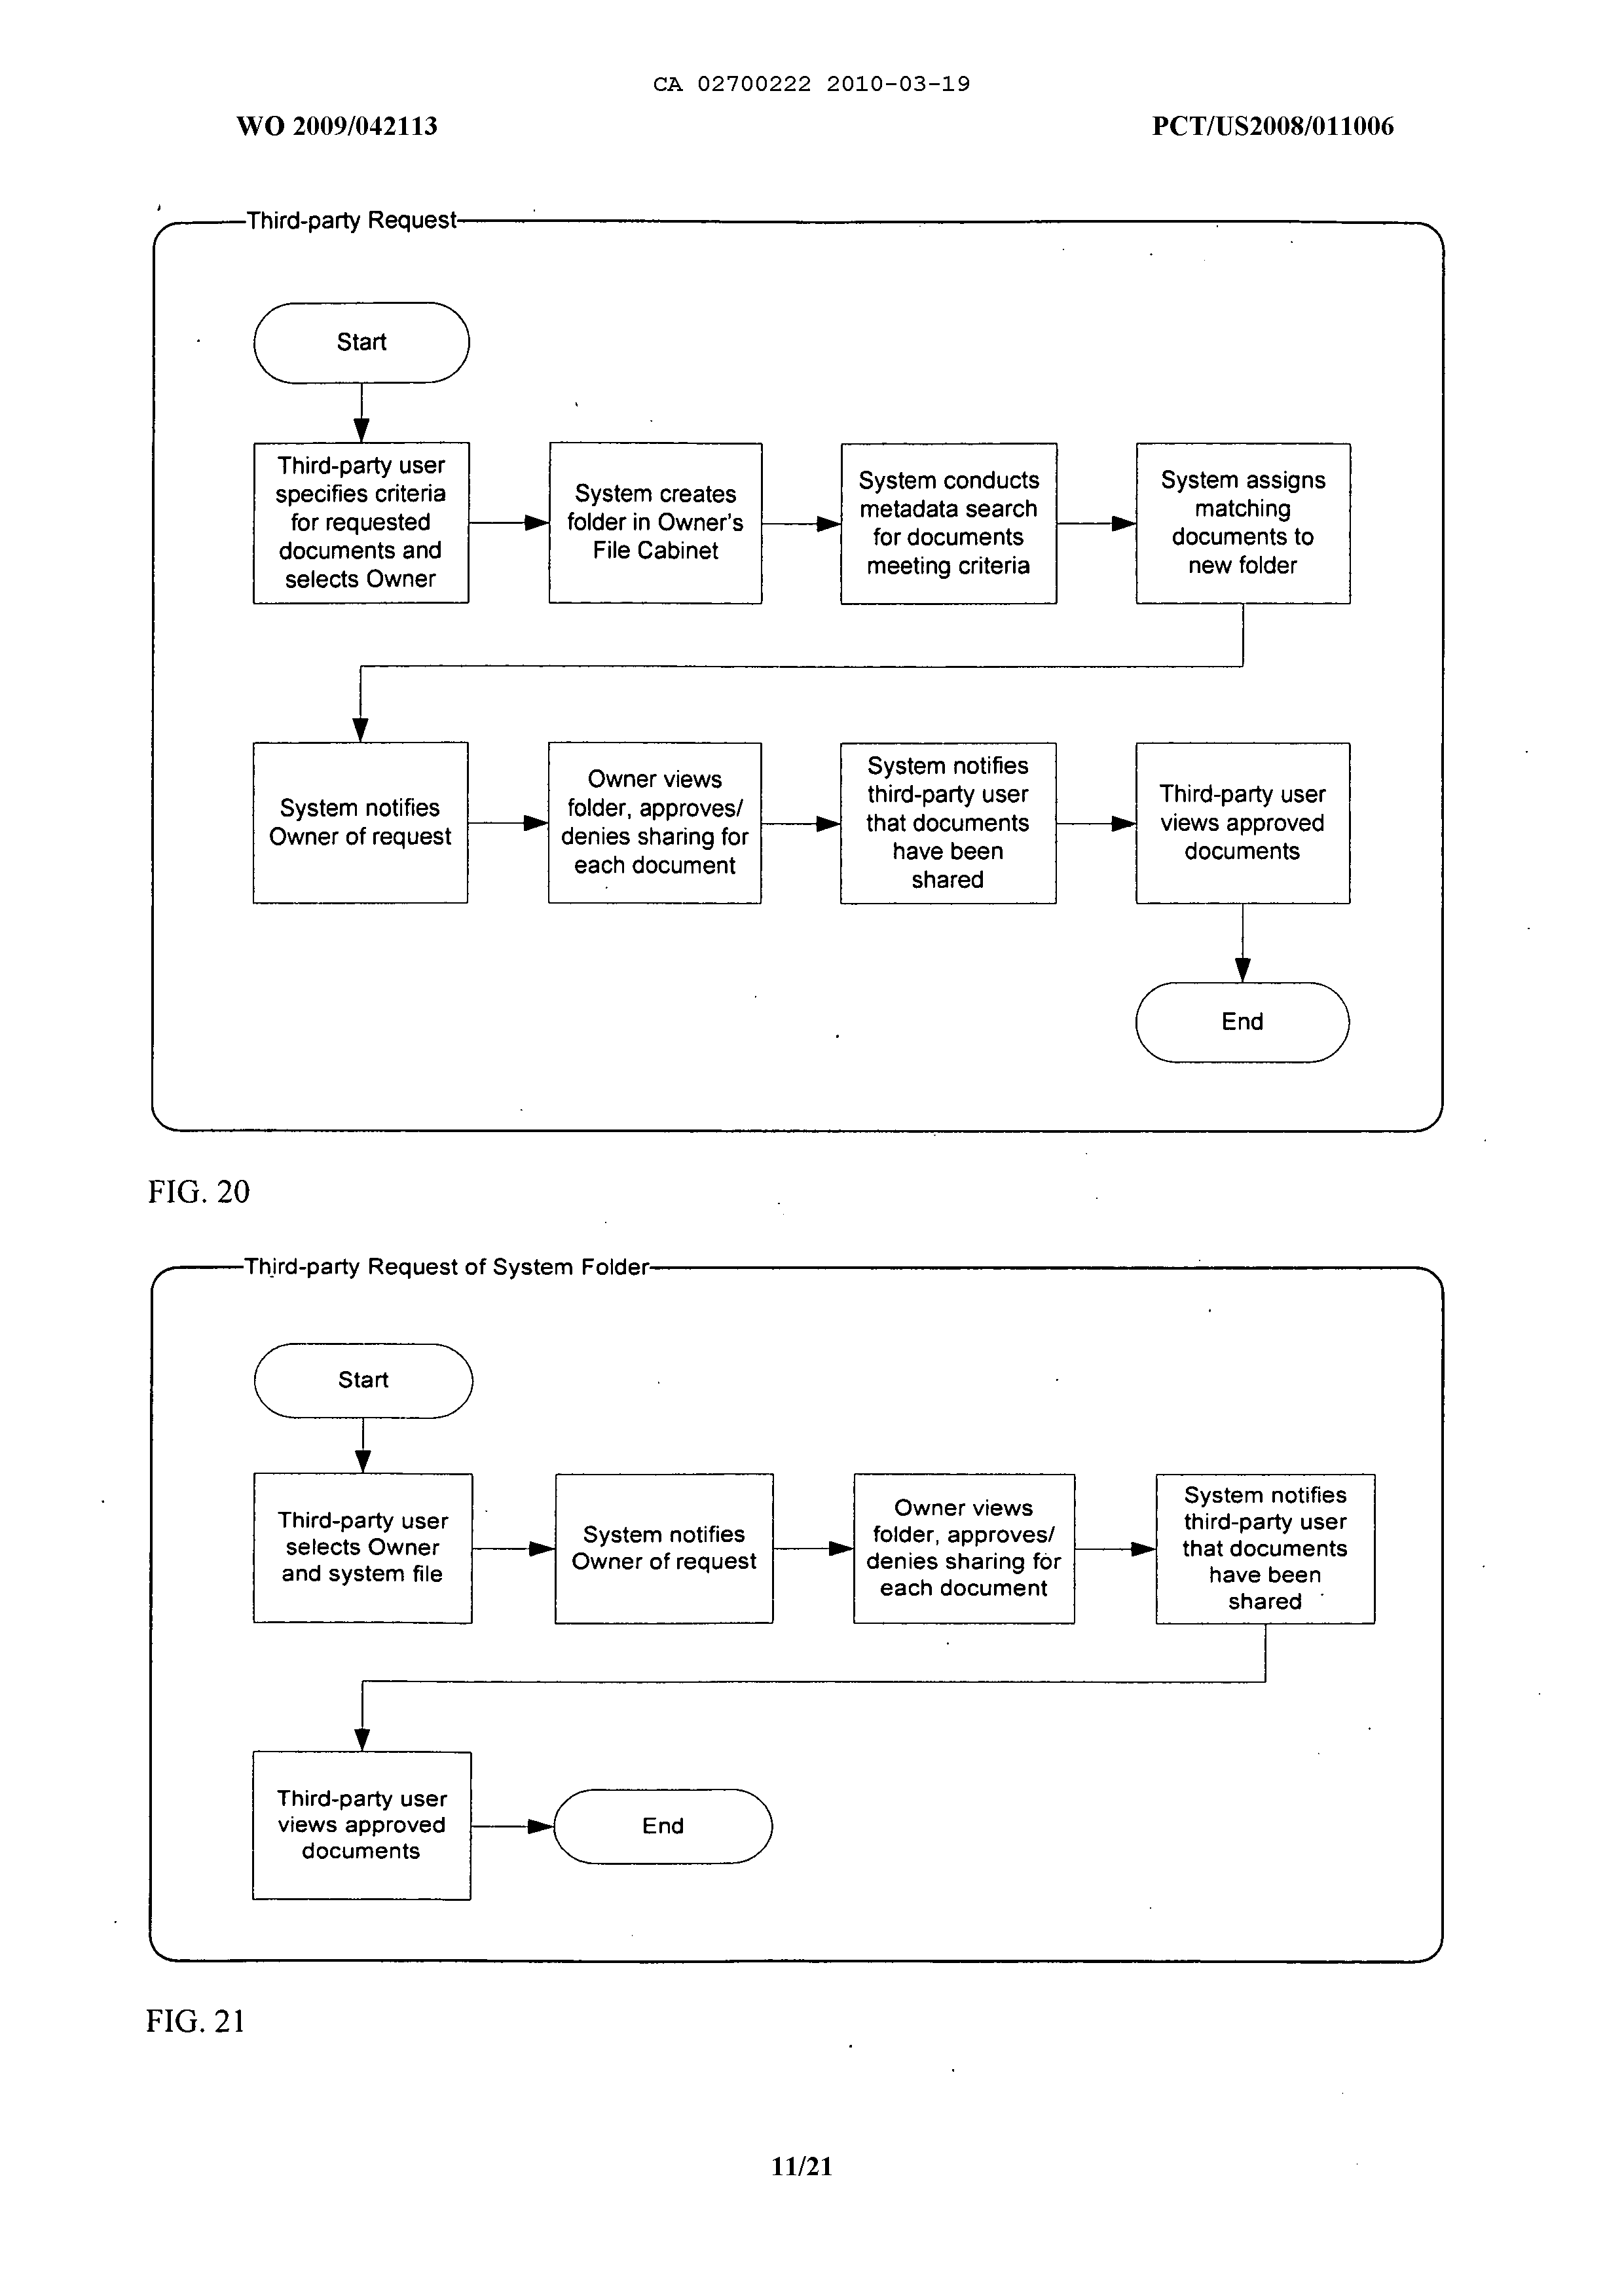 CA 02700222 2010-03-19
WO 2009/042113
PCT/US2008/011006
Third-party Request
Start
Third-party user
specifies criteria
for requested
documents and
selects Owner
System creates
folder in Owner's
File Cabinet
System conducts
metadata search
for documents
meeting criteria
System assigns
matching
documents to
new folder
System notifies
Owner of request
Owner views
folder, approves/
denies sharing for
each document
System notifies
third-party user
that documents
have been
shared
Third-party user
views approved
documents
End
FIG. 20
Third-party Request of System Folder
Start
Third-party user
selects Owner
and system file
System notifies
Owner of request
Owner views
folder, approves/
denies sharing for
each document
System notifies
third-party user
that documents
have been
shared
Third-party user
views approved
documents
End
FIG. 21
11/21